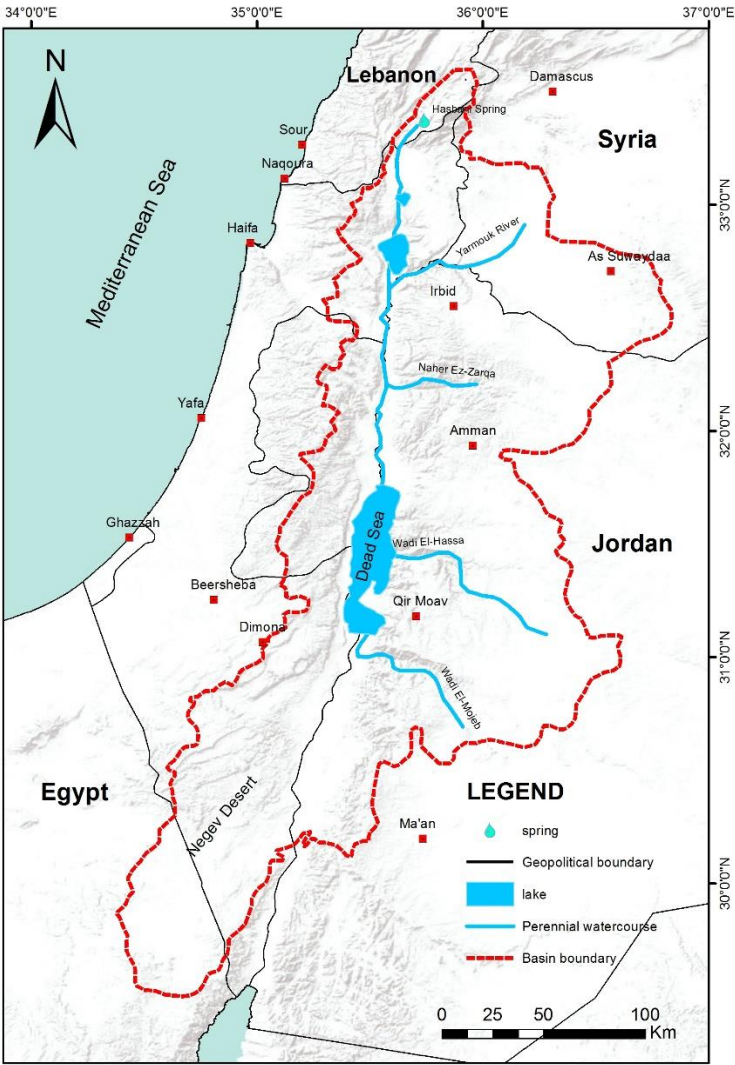 34°0'0"E
35°0'0"E
36°0'0"E
37°0'0"E
N
Lebanon
Damascus
Hasbani Spring
Sour
Syria
Naqoura
Mediterranean Sea
33°0'0"N
Haifa
Yarmouk River
As Suwaydaa
Irbid
Naher Ez-Zarqa
Yafa
Amman
32°0'0"N
Ghazzah
Dead Sea
Wadi El-Hassa
Jordan
Beersheba
Qir Moav
Dimona
31°0'0"N
Wadi El-Mojeb
Egypt
Negev Desert
LEGEND
Ma'an
spring
Geopolitical boundary
lake
30°0'0"N
Perennial watercourse
Basin boundary
0 25 50 100
Km